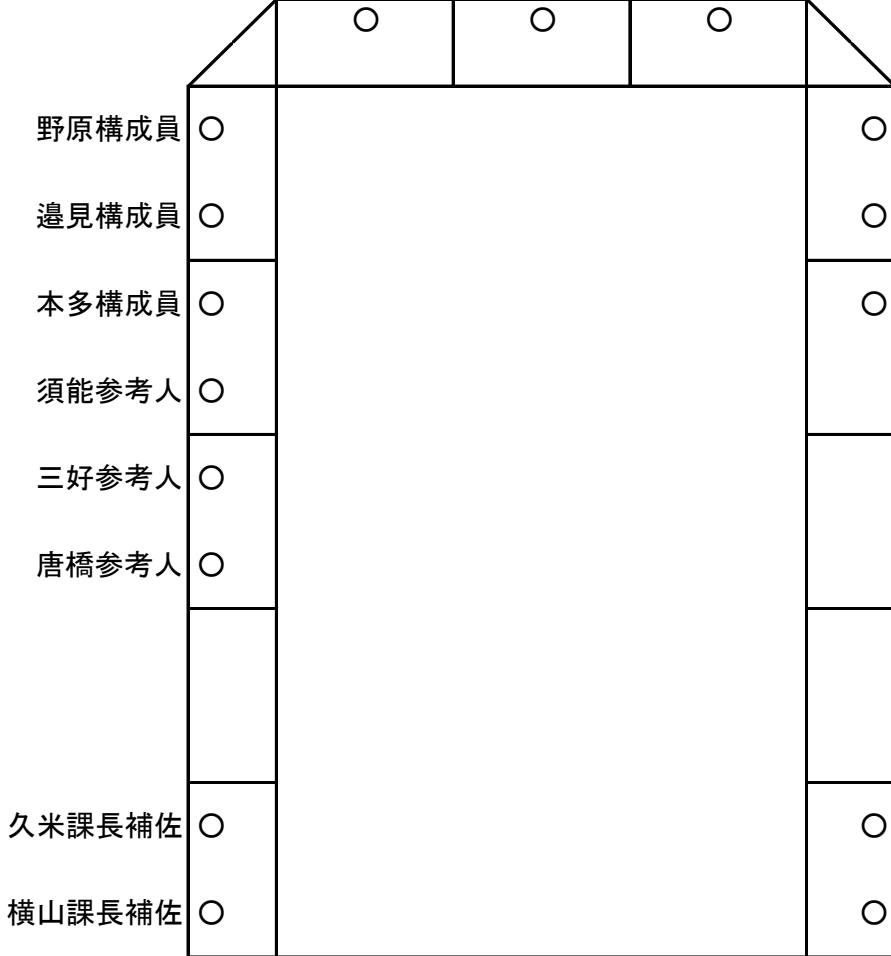 野原構成員
邉見構成員
本多構成員
須能参考人
三好参考人
唐橋参考人
久米課長補佐
横山課長補佐